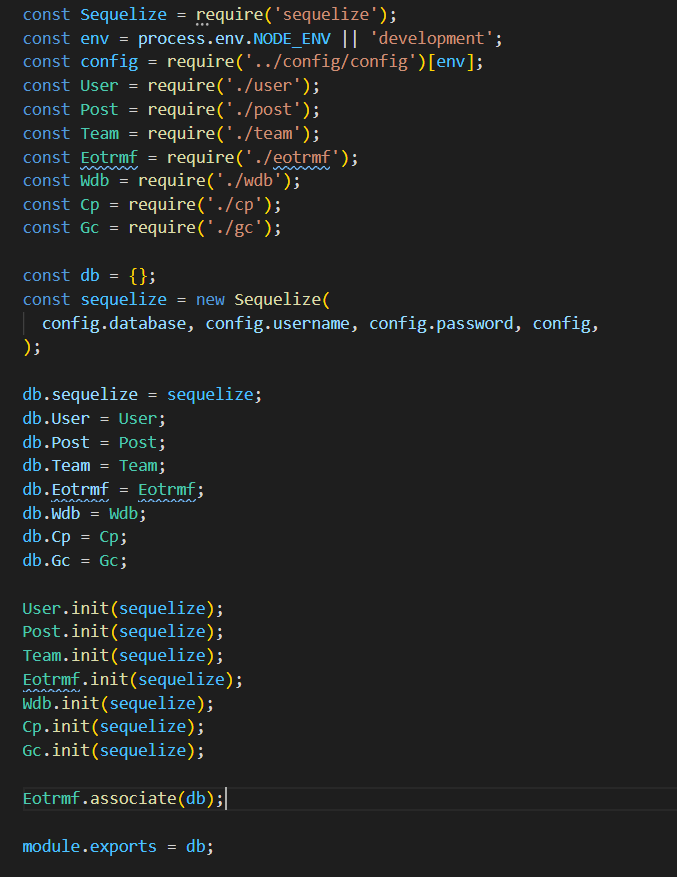 const Sequelize = require('sequelize');
const env = process.env.NODE_ENV || 'development';
const config = require('../config/config')[env];
const User = require('./user');
const Post = require('./post');
const Team = require('./team');
const Eotrmf = require('./eotrmf');
const Wdb = require('./wdb');
const Cp = require('./cp');
const Gc = require('./gc');
const db = {};
const sequelize = new Sequelize(
config.database, config.username, config.password, config,
);
db.sequelize = sequelize;
db.User = User;
db.Post = Post;
db.Team = Team;
db.Eotrmf = Eotrmf;
db.Wdb = Wdb;
db.Cp = Cp;
db.Gc = Gc;
User.init(sequelize);
Post.init(sequelize);
Team.init(sequelize);
Eotrmf.init(sequelize);
Wdb.init(sequelize);
Cp.init(sequelize);
Gc.init(sequelize);
Eotrmf.associate(db);
module.exports = db;